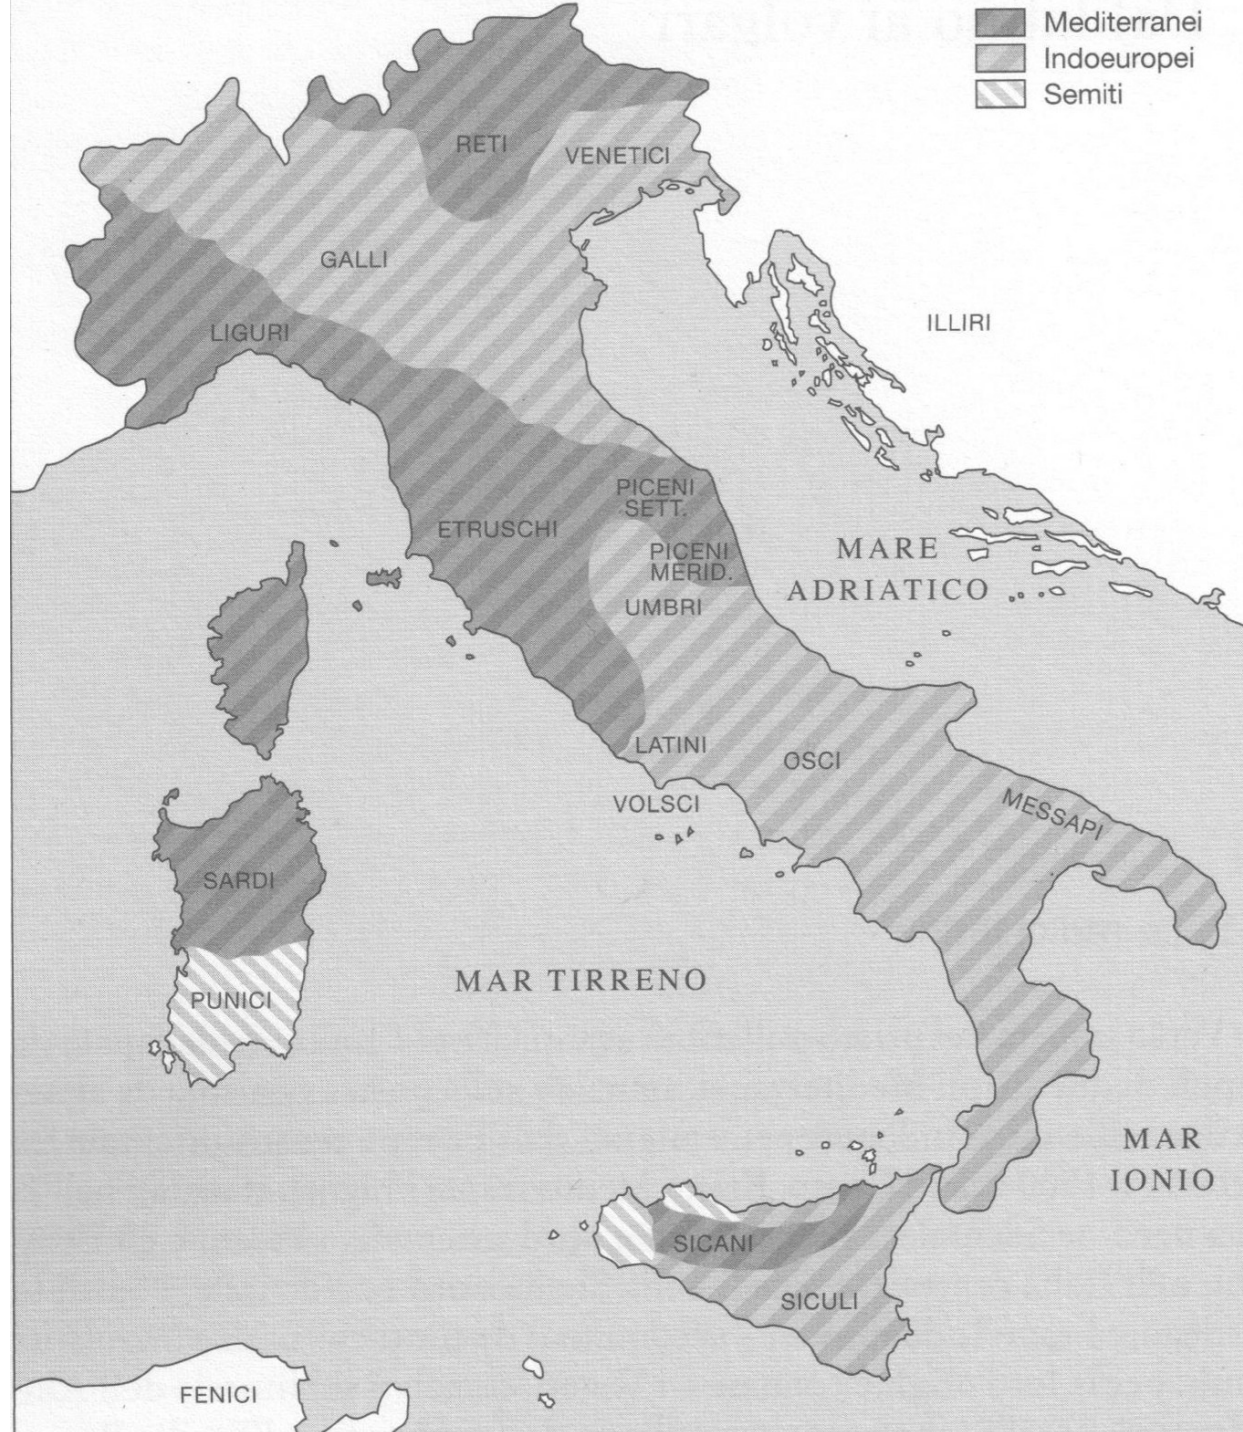 Mediterranei
Indoeuropei
Semiti
RETI
VENETICI
GALLI
LIGURI
ILLIRI
PICENI
SETT.
ETRUSCHI
PICENI
MERID.
UMBRI
MARE
ADRIATICO
LATINI
OSCI
VOLSCI
MESSAPI
SARDI
PUNICI
MAR TIRRENO
MAR
IONIO
SICANI
SICULI
FENICI